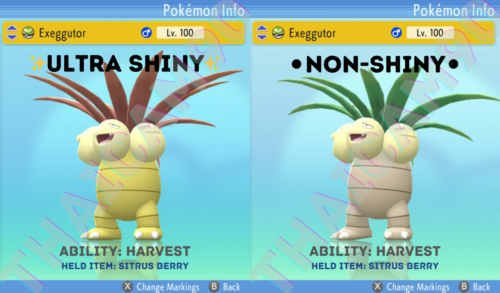 Pokémon Info
Exeggutor
Lv. 100
✨ULTRA SHINY✨
ABILITY: HARVEST
HELD ITEM: SITRUS BERRY
X Change Markings B Back
Pokémon Info
Exeggutor
Lv. 100
•NON-SHINY•
ABILITY: HARVEST
HELD ITEM: SITRUS BERRY
X Change Markings B Back